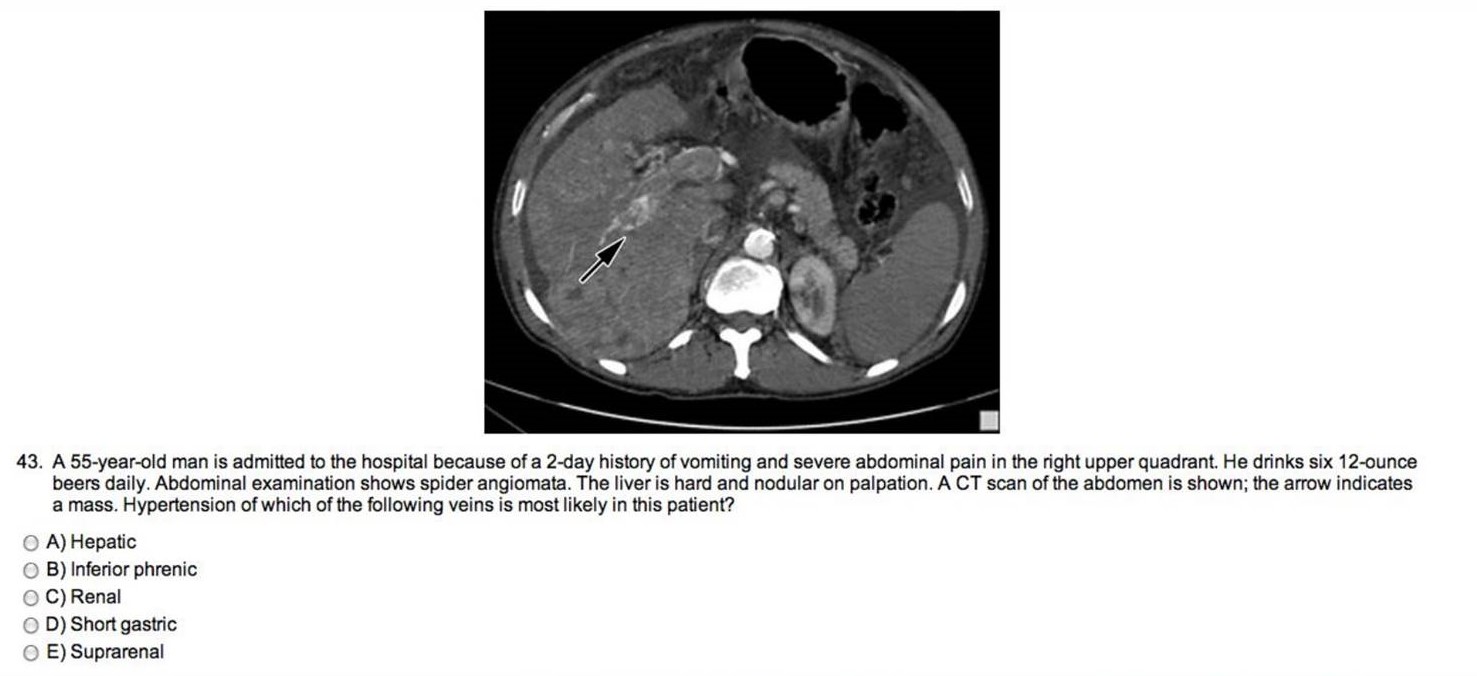 43. A 55-year-old man is admitted to the hospital because of a 2-day history of vomiting and severe abdominal pain in the right upper quadrant. He drinks six 12-ounce
beers daily. Abdominal examination shows spider angiomata. The liver is hard and nodular on palpation. A CT scan of the abdomen is shown; the arrow indicates
a mass. Hypertension of which of the following veins is most likely in this patient?
A) Hepatic
B) Inferior phrenic
C) Renal
D) Short gastric
E) Suprarenal